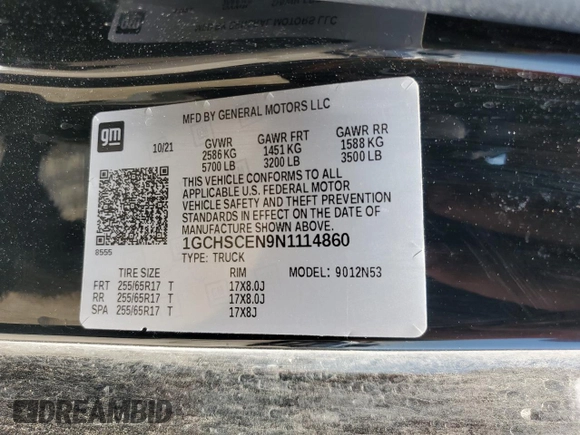 MFD BY GENERAL MOTORS LLC
gm
10/21
GVWR GAWR FRT GAWR RR
2586 KG 1451 KG 1588 KG
5700 LB 3200 LB 3500 LB
THIS VEHICLE CONFORMS TO ALL
APPLICABLE U.S. FEDERAL MOTOR
VEHICLE SAFETY AND THEFT PREVENTION
STANDARDS IN EFFECT ON THE DATE OF
MANUFACTURE SHOWN ABOVE.
8555
1GCHSCEN9N1114860
TYPE: TRUCK
TIRE SIZE RIM MODEL: 9012N53
FRT 255/65R17 T 17X8.0J
RR 255/65R17 T 17X8.0J
SPA 255/65R17 T 17X8J
DREAMBID